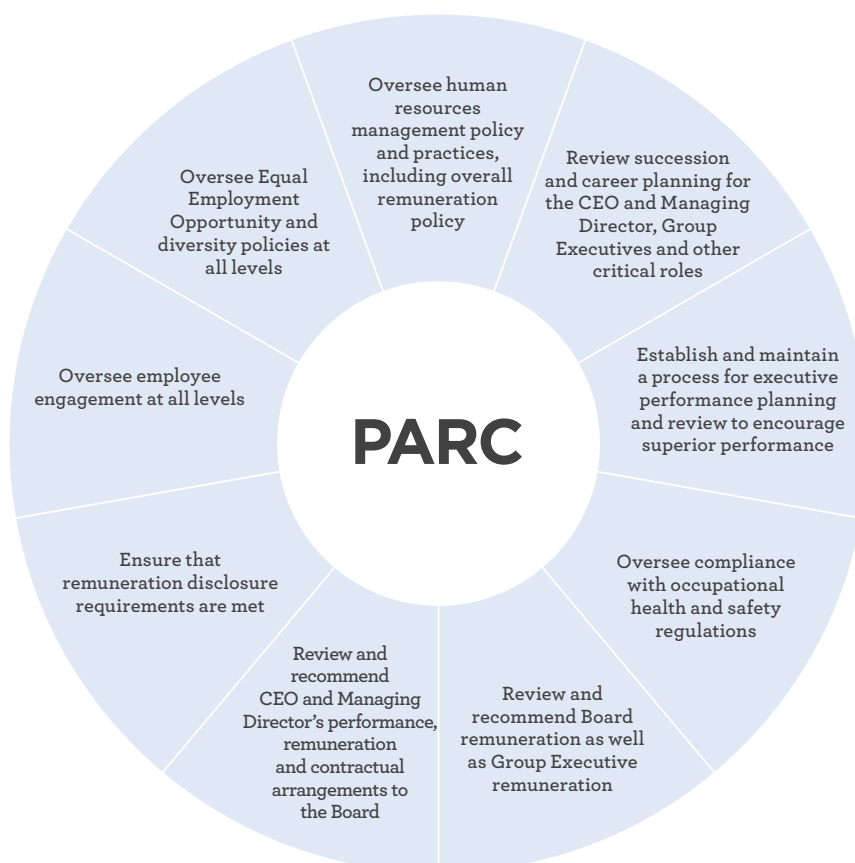 Oversee human
resources
management policy
and practices,
including overall
remuneration
policy
Review succession
and career planning for
the CEO and Managing
Director, Group
Executives and other
critical roles
Establish and maintain
a process for executive
performance planning
and review to encourage
superior performance
Oversee compliance
with occupational
health and safety
regulations
Review and
recommend Board
remuneration as well
as Group Executive
remuneration
Review and
recommend
CEO and Managing
Director’s performance,
remuneration
and contractual
arrangements to
the Board
Ensure that
remuneration disclosure
requirements are met
Oversee employee
engagement at all levels
Oversee Equal
Employment
Opportunity and
diversity policies at
all levels
PARC